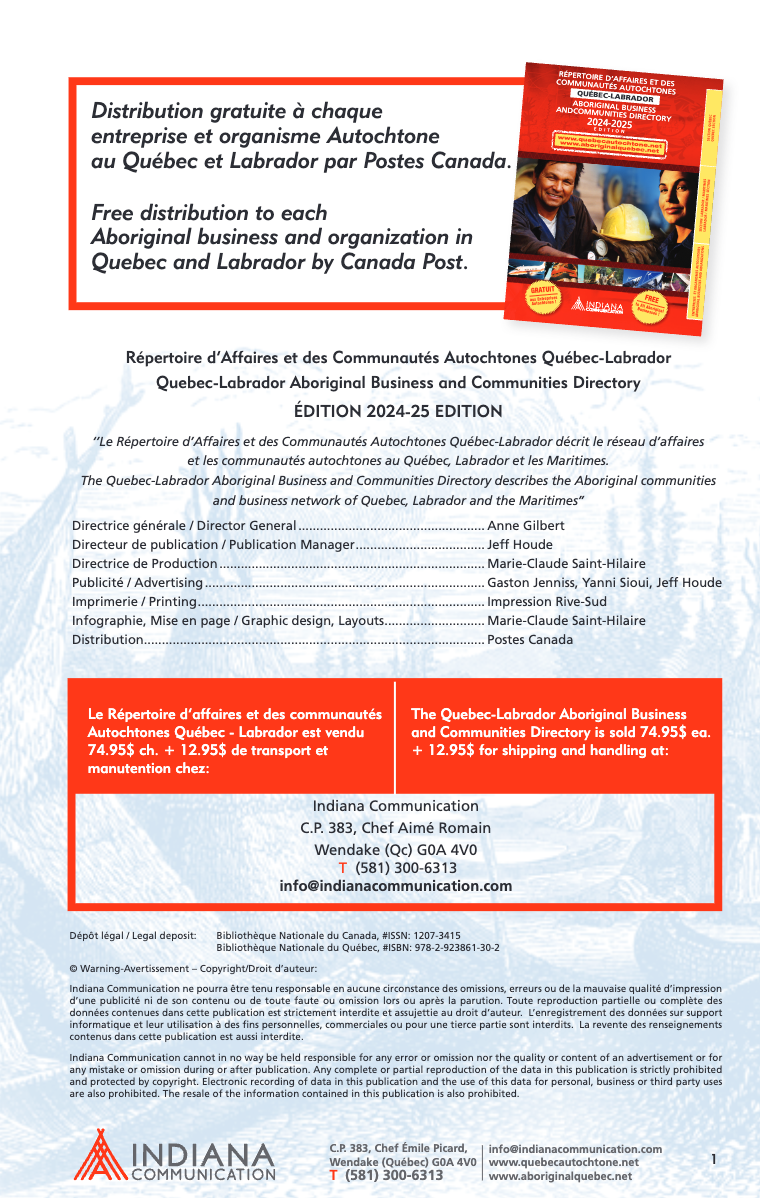 Distribution gratuite à chaque
entreprise et organisme Autochtone
au Québec et Labrador par Postes Canada.
Free distribution to each
Aboriginal business and organization in
Quebec and Labrador by Canada Post.
RÉPERTOIRE D'AFFAIRES ET DES
COMMUNAUTÉS AUTOCHTONES
QUÉBEC-LABRADOR
ABORIGINAL BUSINESS
ANDCOMMUNITIES DIRECTORY
2024-2025
EDITION
www.quebecautochtone.net
www.aboriginalquebec.net
GRATUIT
FREE
INDIANA
COMMUNICATION
Répertoire d'Affaires et des Communautés Autochtones Québec-Labrador
Quebec-Labrador Aboriginal Business and Communities Directory
ÉDITION 2024-25 EDITION
‘’Le Répertoire d’Affaires et des Communautés Autochtones Québec-Labrador décrit le réseau d’affaires
et les communautés autochtones au Québec, Labrador et les Maritimes.
The Quebec-Labrador Aboriginal Business and Communities Directory describes the Aboriginal communities
and business network of Quebec, Labrador and the Maritimes”
Directrice générale / Director General.................................................... Anne Gilbert
Directeur de publication / Publication Manager.................................... Jeff Houde
Directrice de Production.......................................................................... Marie-Claude Saint-Hilaire
Publicité / Advertising.............................................................................. Gaston Jenniss, Yanni Sioui, Jeff Houde
Imprimerie / Printing................................................................................ Impression Rive-Sud
Infographie, Mise en page / Graphic design, Layouts............................ Marie-Claude Saint-Hilaire
Distribution............................................................................................... Postes Canada
Le Répertoire d'affaires et des communautés
Autochtones Québec - Labrador est vendu
74.95$ ch. + 12.95$ de transport et
manutention chez:
The Quebec-Labrador Aboriginal Business
and Communities Directory is sold 74.95$ ea.
+ 12.95$ for shipping and handling at:
Indiana Communication
C.P. 383, Chef Aimé Romain
Wendake (Qc) G0A 4V0
T (581) 300-6313
info@indianacommunication.com
Dépôt légal / Legal deposit: Bibliothèque Nationale du Canada, #ISSN: 1207-3415
Bibliothèque Nationale du Québec, #ISBN: 978-2-923861-30-2
© Warning-Avertissement – Copyright/Droit d'auteur:
Indiana Communication ne pourra être tenu responsable en aucune circonstance des omissions, erreurs ou de la mauvaise qualité d'impression
d'une publicité ni de son contenu ou de toute faute ou omission lors ou après la parution. Toute reproduction partielle ou complète des
données contenues dans cette publication est strictement interdite et assujettie au droit d'auteur. L'enregistrement des données sur support
informatique et leur utilisation à des fins personnelles, commerciales ou pour une tierce partie sont interdits. La revente des renseignements
contenus dans cette publication est aussi interdite.
Indiana Communication cannot in no way be held responsible for any error or omission nor the quality or content of an advertisement or for
any mistake or omission during or after publication. Any complete or partial reproduction of the data in this publication is strictly prohibited
and protected by copyright. Electronic recording of data in this publication and the use of this data for personal, business or third party uses
are also prohibited. The resale of the information contained in this publication is also prohibited.
INDIANA
COMMUNICATION
C.P. 383, Chef Émile Picard,
Wendake (Québec) G0A 4V0
T (581) 300-6313
info@indianacommunication.com
www.quebecautochtone.net
www.aboriginalquebec.net
1